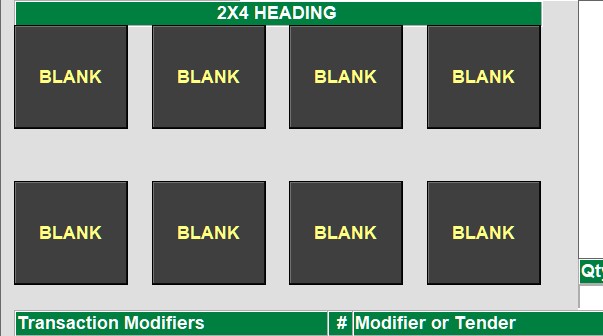 2X4 HEADING
BLANK BLANK BLANK BLANK
BLANK BLANK BLANK BLANK
Qty
Transaction Modifiers # Modifier or Tender